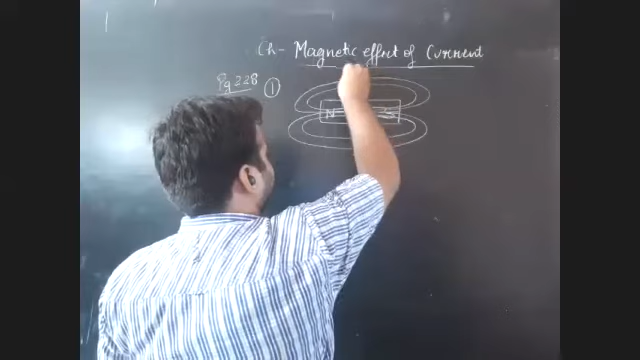 Ch- Magnetic effect of Current
Pg 228 ①
N S